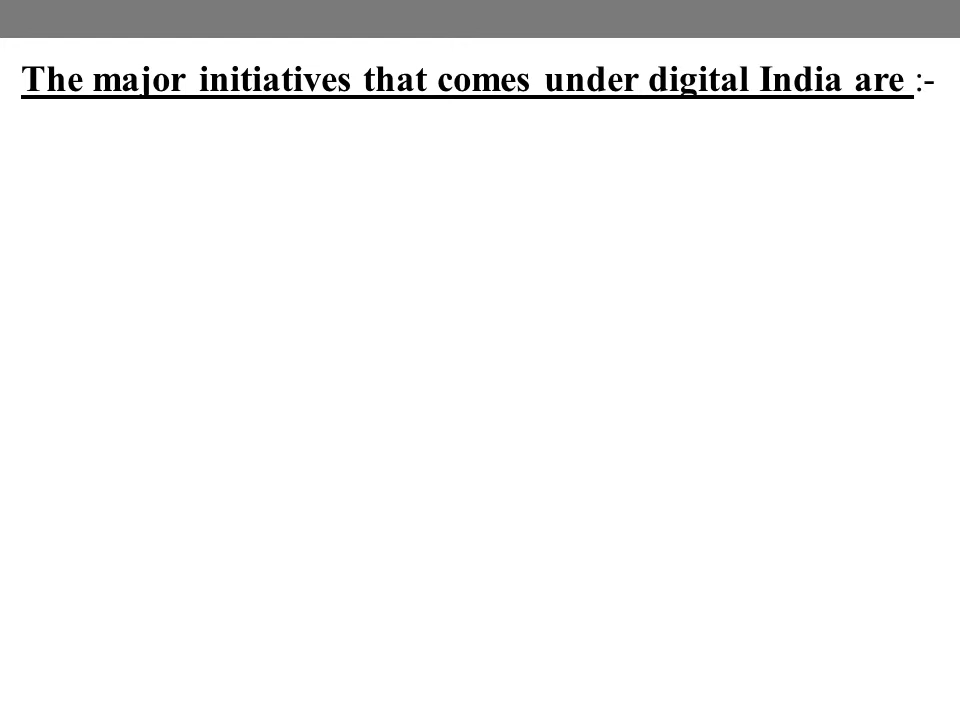 The major initiatives that comes under digital India are :-